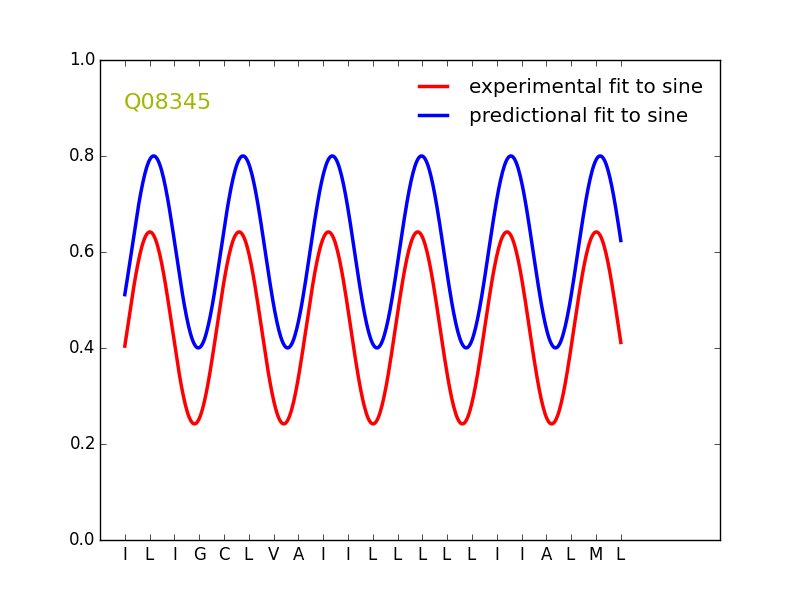 1.0
Q08345
experimental fit to sine
predictional fit to sine
0.8
0.6
0.4
0.2
0.0
I L I G C L V A I I L L L L L I I A L M L